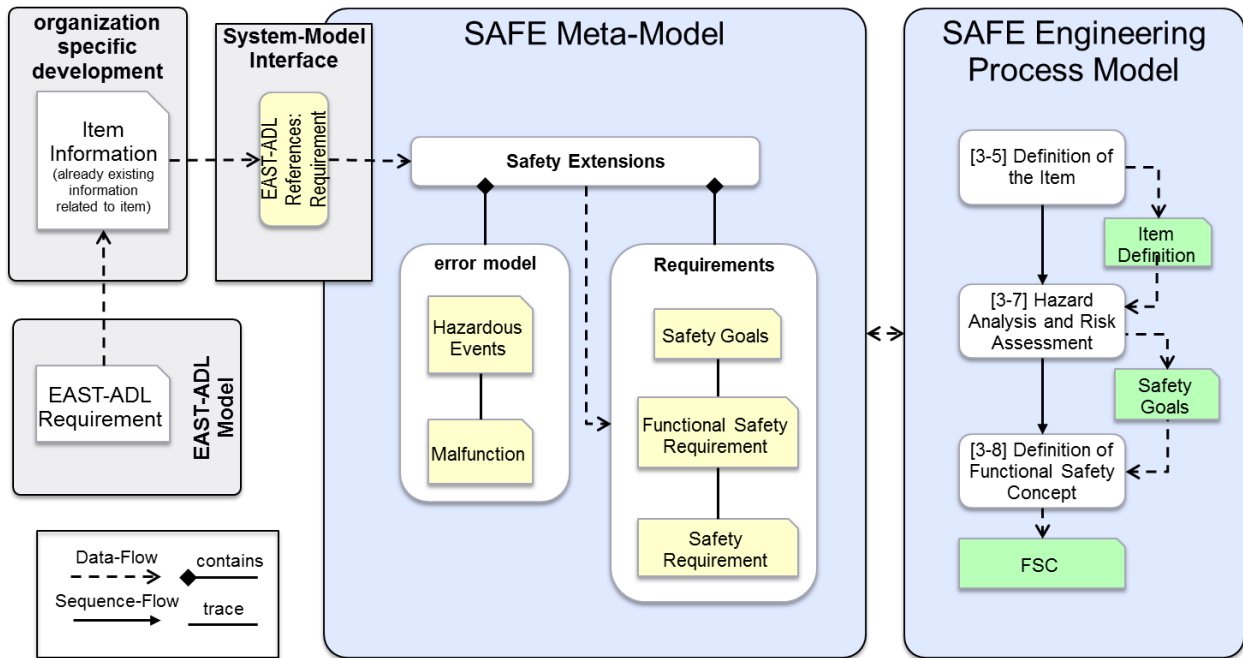 organization
specific
development
Item
Information
(already existing
information
related to item)
EAST-ADL
Requirement
EAST-ADL
Model
System-Model
Interface
EAST-ADL
References:
Requirement
SAFE Meta-Model
Safety Extensions
error model
Hazardous
Events
Malfunction
Requirements
Safety Goals
Functional Safety
Requirement
Safety
Requirement
SAFE Engineering
Process Model
[3-5] Definition of
the Item
Item
Definition
[3-7] Hazard
Analysis and Risk
Assessment
Safety
Goals
[3-8] Definition of
Functional Safety
Concept
FSC
Data-Flow
contains
Sequence-Flow
trace